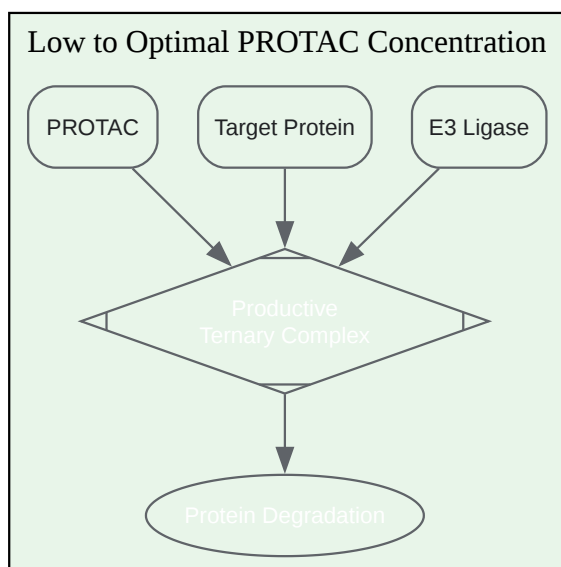 Low to Optimal PROTAC Concentration
PROTAC
Target Protein
E3 Ligase
Productive
Ternary Complex
Protein Degradation